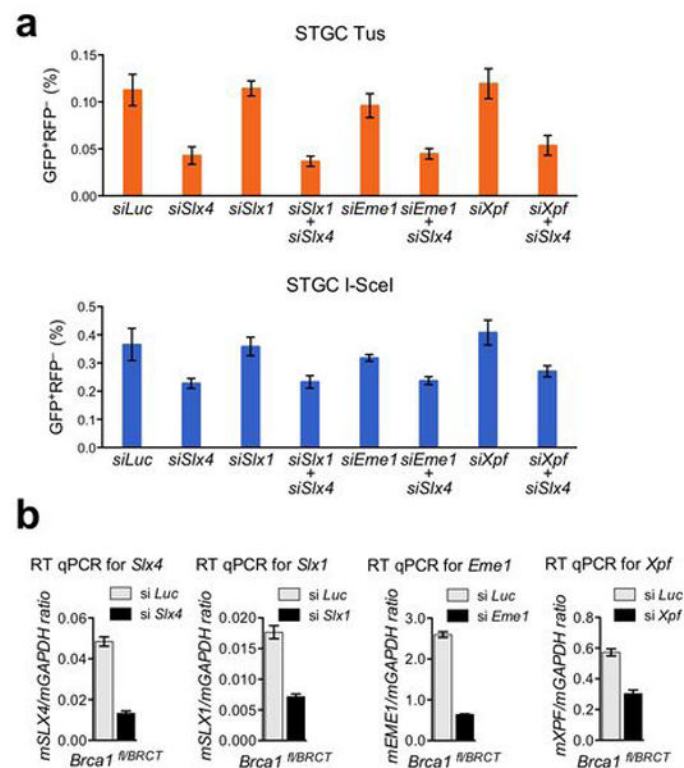 a
STGC Tus
GFP⁺RFP⁻ (%)
0.15
0.10
0.05
0.00
siLuc siSlx4 siSlx1 siSlx1 + siSlx4 siEme1 siEme1 + siSlx4 siXpf siXpf + siSlx4
STGC I-SceI
GFP⁺RFP⁻ (%)
0.5
0.4
0.3
0.2
0.1
0.0
siLuc siSlx4 siSlx1 siSlx1 + siSlx4 siEme1 siEme1 + siSlx4 siXpf siXpf + siSlx4
b
RT qPCR for Slx4
si Luc
si Slx4
mSLX4/mGAPDH ratio
0.06
0.04
0.02
0.00
Brca1 fl/BRCT
RT qPCR for Slx1
si Luc
si Slx1
mSLX1/mGAPDH ratio
0.020
0.015
0.010
0.005
0.000
RT qPCR for Eme1
si Luc
si Eme1
mEME1/mGAPDH ratio
3.0
2.0
1.0
0.0
Brca1 fl/BRCT
Brca1 fl/BRCT
RT qPCR for Xpf
si Luc
si Xpf
mXPF/mGAPDH ratio
0.8
0.6
0.4
0.2
0.0
Brca1 fl/BRCT